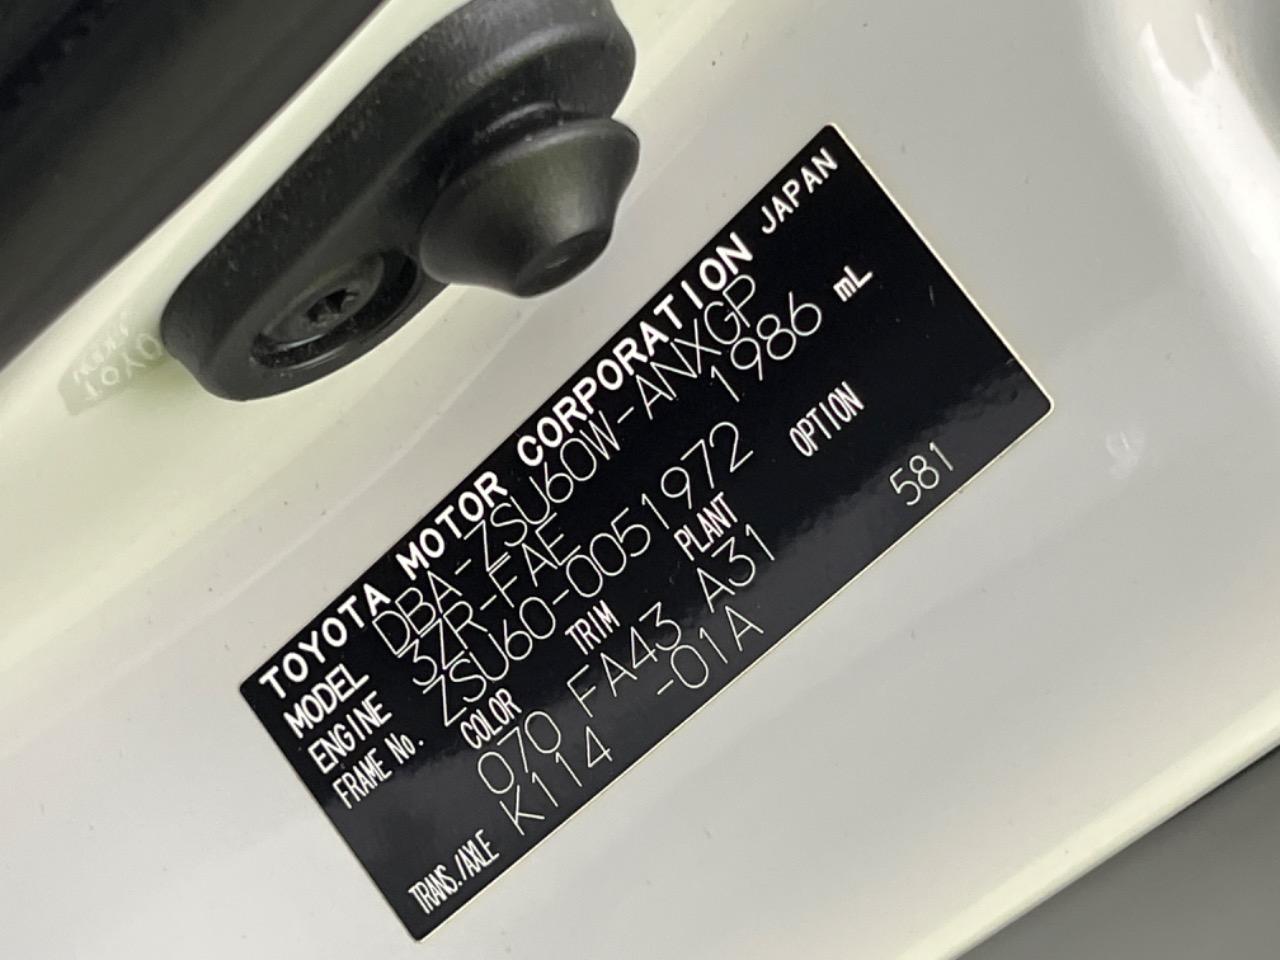 TOYOTA MOTOR CORPORATION JAPAN
MODEL DBA-ZSU60W-ANXGP
ENGINE 3ZR-FAE 1986 mL
FRAME No. ZSU60-0051972
COLOR TRIM PLANT OPTION
070 FA43 A31 581
TRANS./AXLE K114 -01A
TOYOT